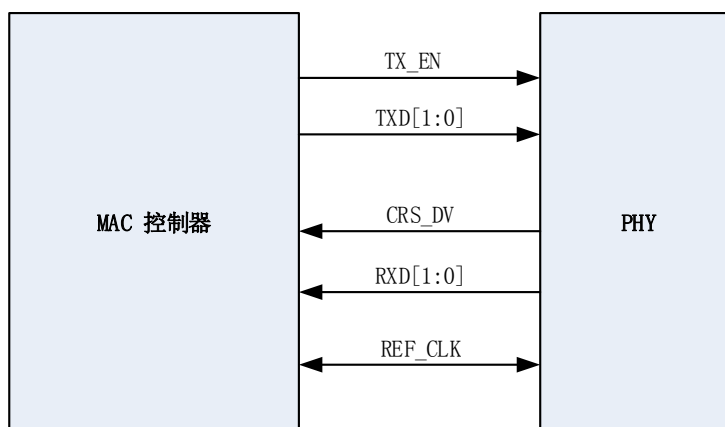 TX_EN
TXD[1:0]
MAC 控制器
CRS_DV
PHY
RXD[1:0]
REF_CLK